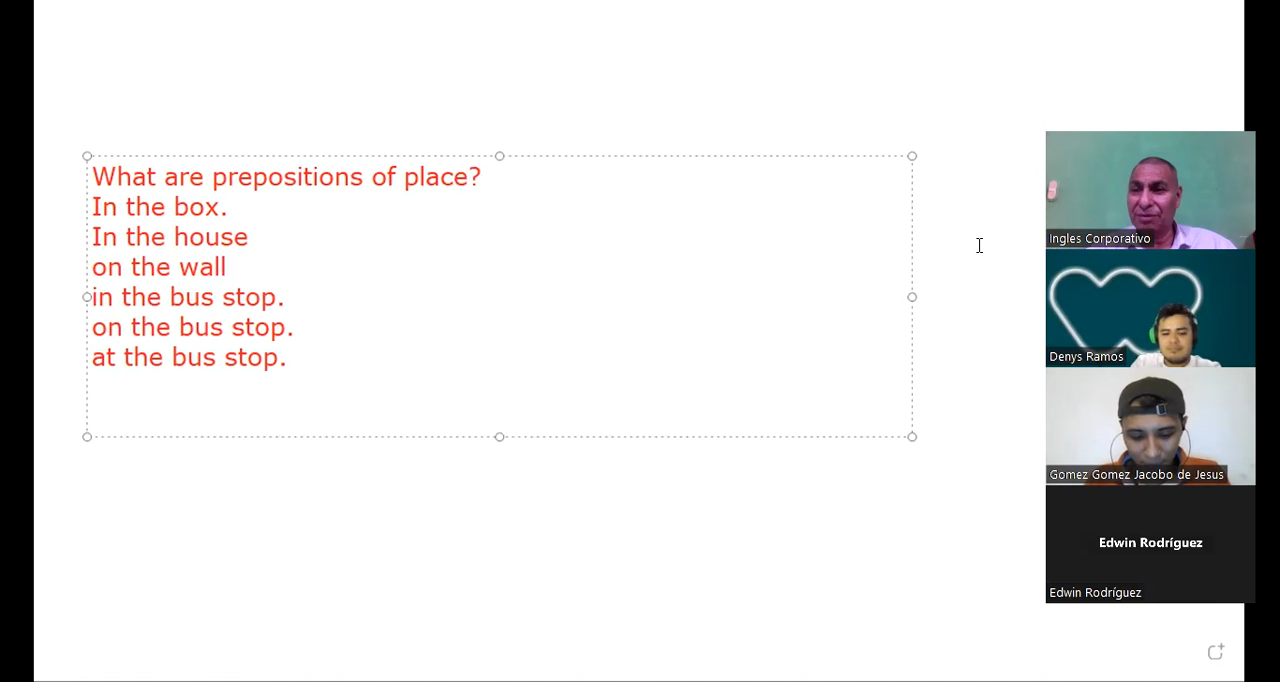 What are prepositions of place?
In the box.
In the house
on the wall
in the bus stop.
on the bus stop.
at the bus stop.
Ingles Corporativo
Denys Ramos
Gomez Gomez Jacobo de Jesus
Edwin Rodríguez
Edwin Rodríguez